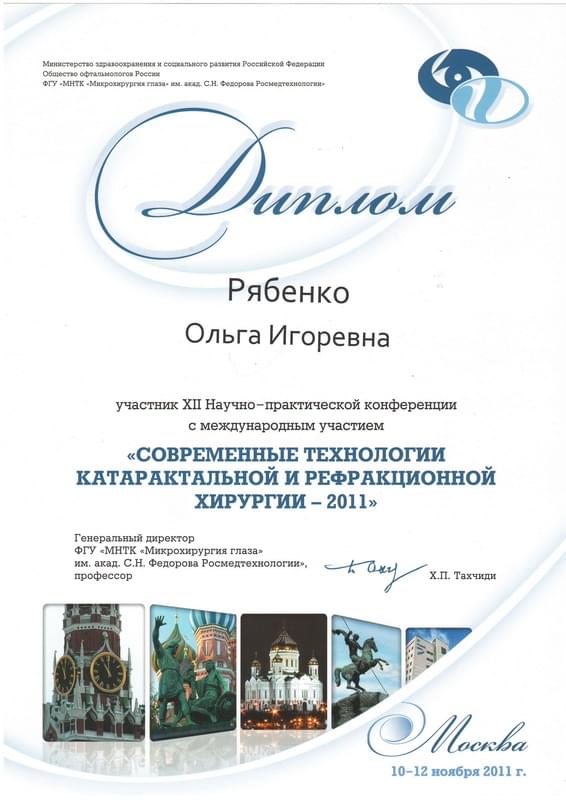 Министерство здравоохранения и социального развития Российской Федерации
Общество офтальмологов России
ФГУ «МНТК «Микрохирургия глаза» им. акад. С.Н. Федорова Росмедтехнологии»
Диплом
Рябенко
Ольга Игоревна
участник XII Научно-практической конференции
с международным участием
«СОВРЕМЕННЫЕ ТЕХНОЛОГИИ
КАТАРАКТАЛЬНОЙ И РЕФРАКЦИОННОЙ
ХИРУРГИИ – 2011»
Генеральный директор
ФГУ «МНТК «Микрохирургия глаза»
им. акад. С.Н. Федорова Росмедтехнологии»,
профессор
Х.П. Тахчиди
Москва
10-12 ноября 2011 г.